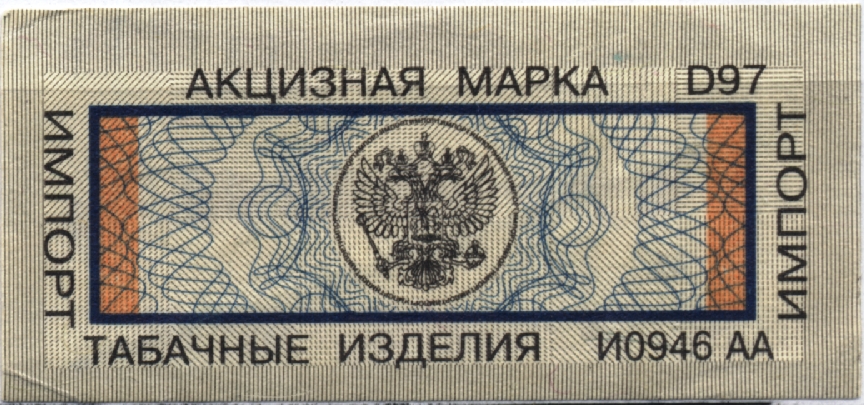 АКЦИЗНАЯ МАРКА D97
ИМПОРТ
ИМПОРТ
ТАБАЧНЫЕ ИЗДЕЛИЯ И0946 АА